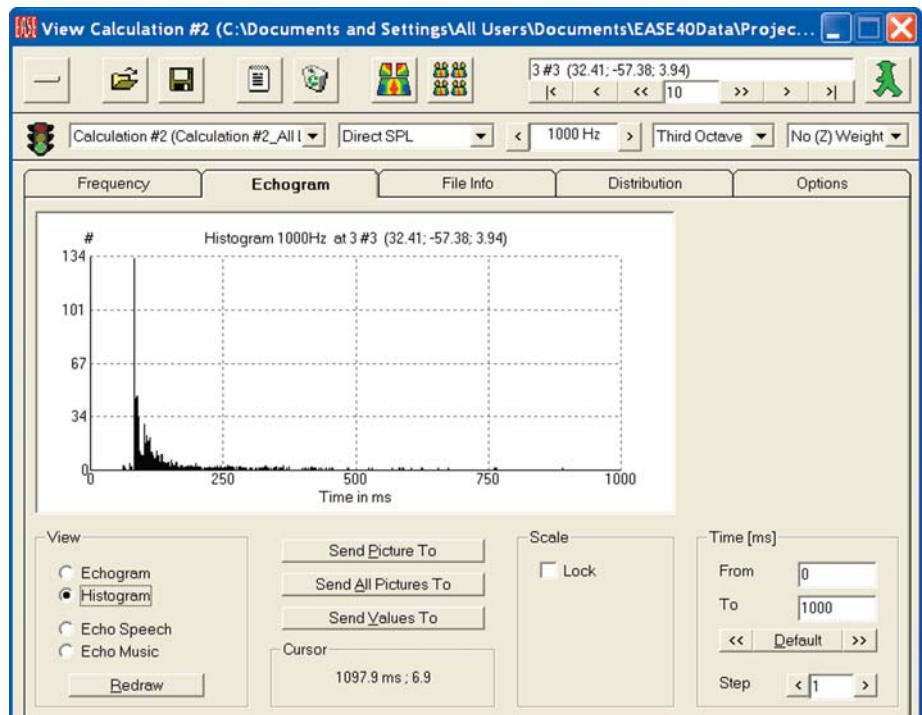 View Calculation #2 (C:\Documents and Settings\All Users\Documents\EASE40Data\Projec...
3 #3 (32.41; -57.38; 3.94)
|< < << 10 >> > >|
Calculation #2 (Calculation #2_All I Direct SPL < 1000 Hz > Third Octave No (Z) Weight
Frequency Echogram File Info Distribution Options
# Histogram 1000Hz at 3 #3 (32.41; -57.38; 3.94)
134
101
67
34
0
0 250 500 750 1000
Time in ms
View
Echogram
Histogram
Echo Speech
Echo Music
Redraw
Send Picture To
Send All Pictures To
Send Values To
Cursor
1097.9 ms ; 6.9
Scale
Lock
Time [ms]
From 0
To 1000
<< Default >>
Step < 1 >